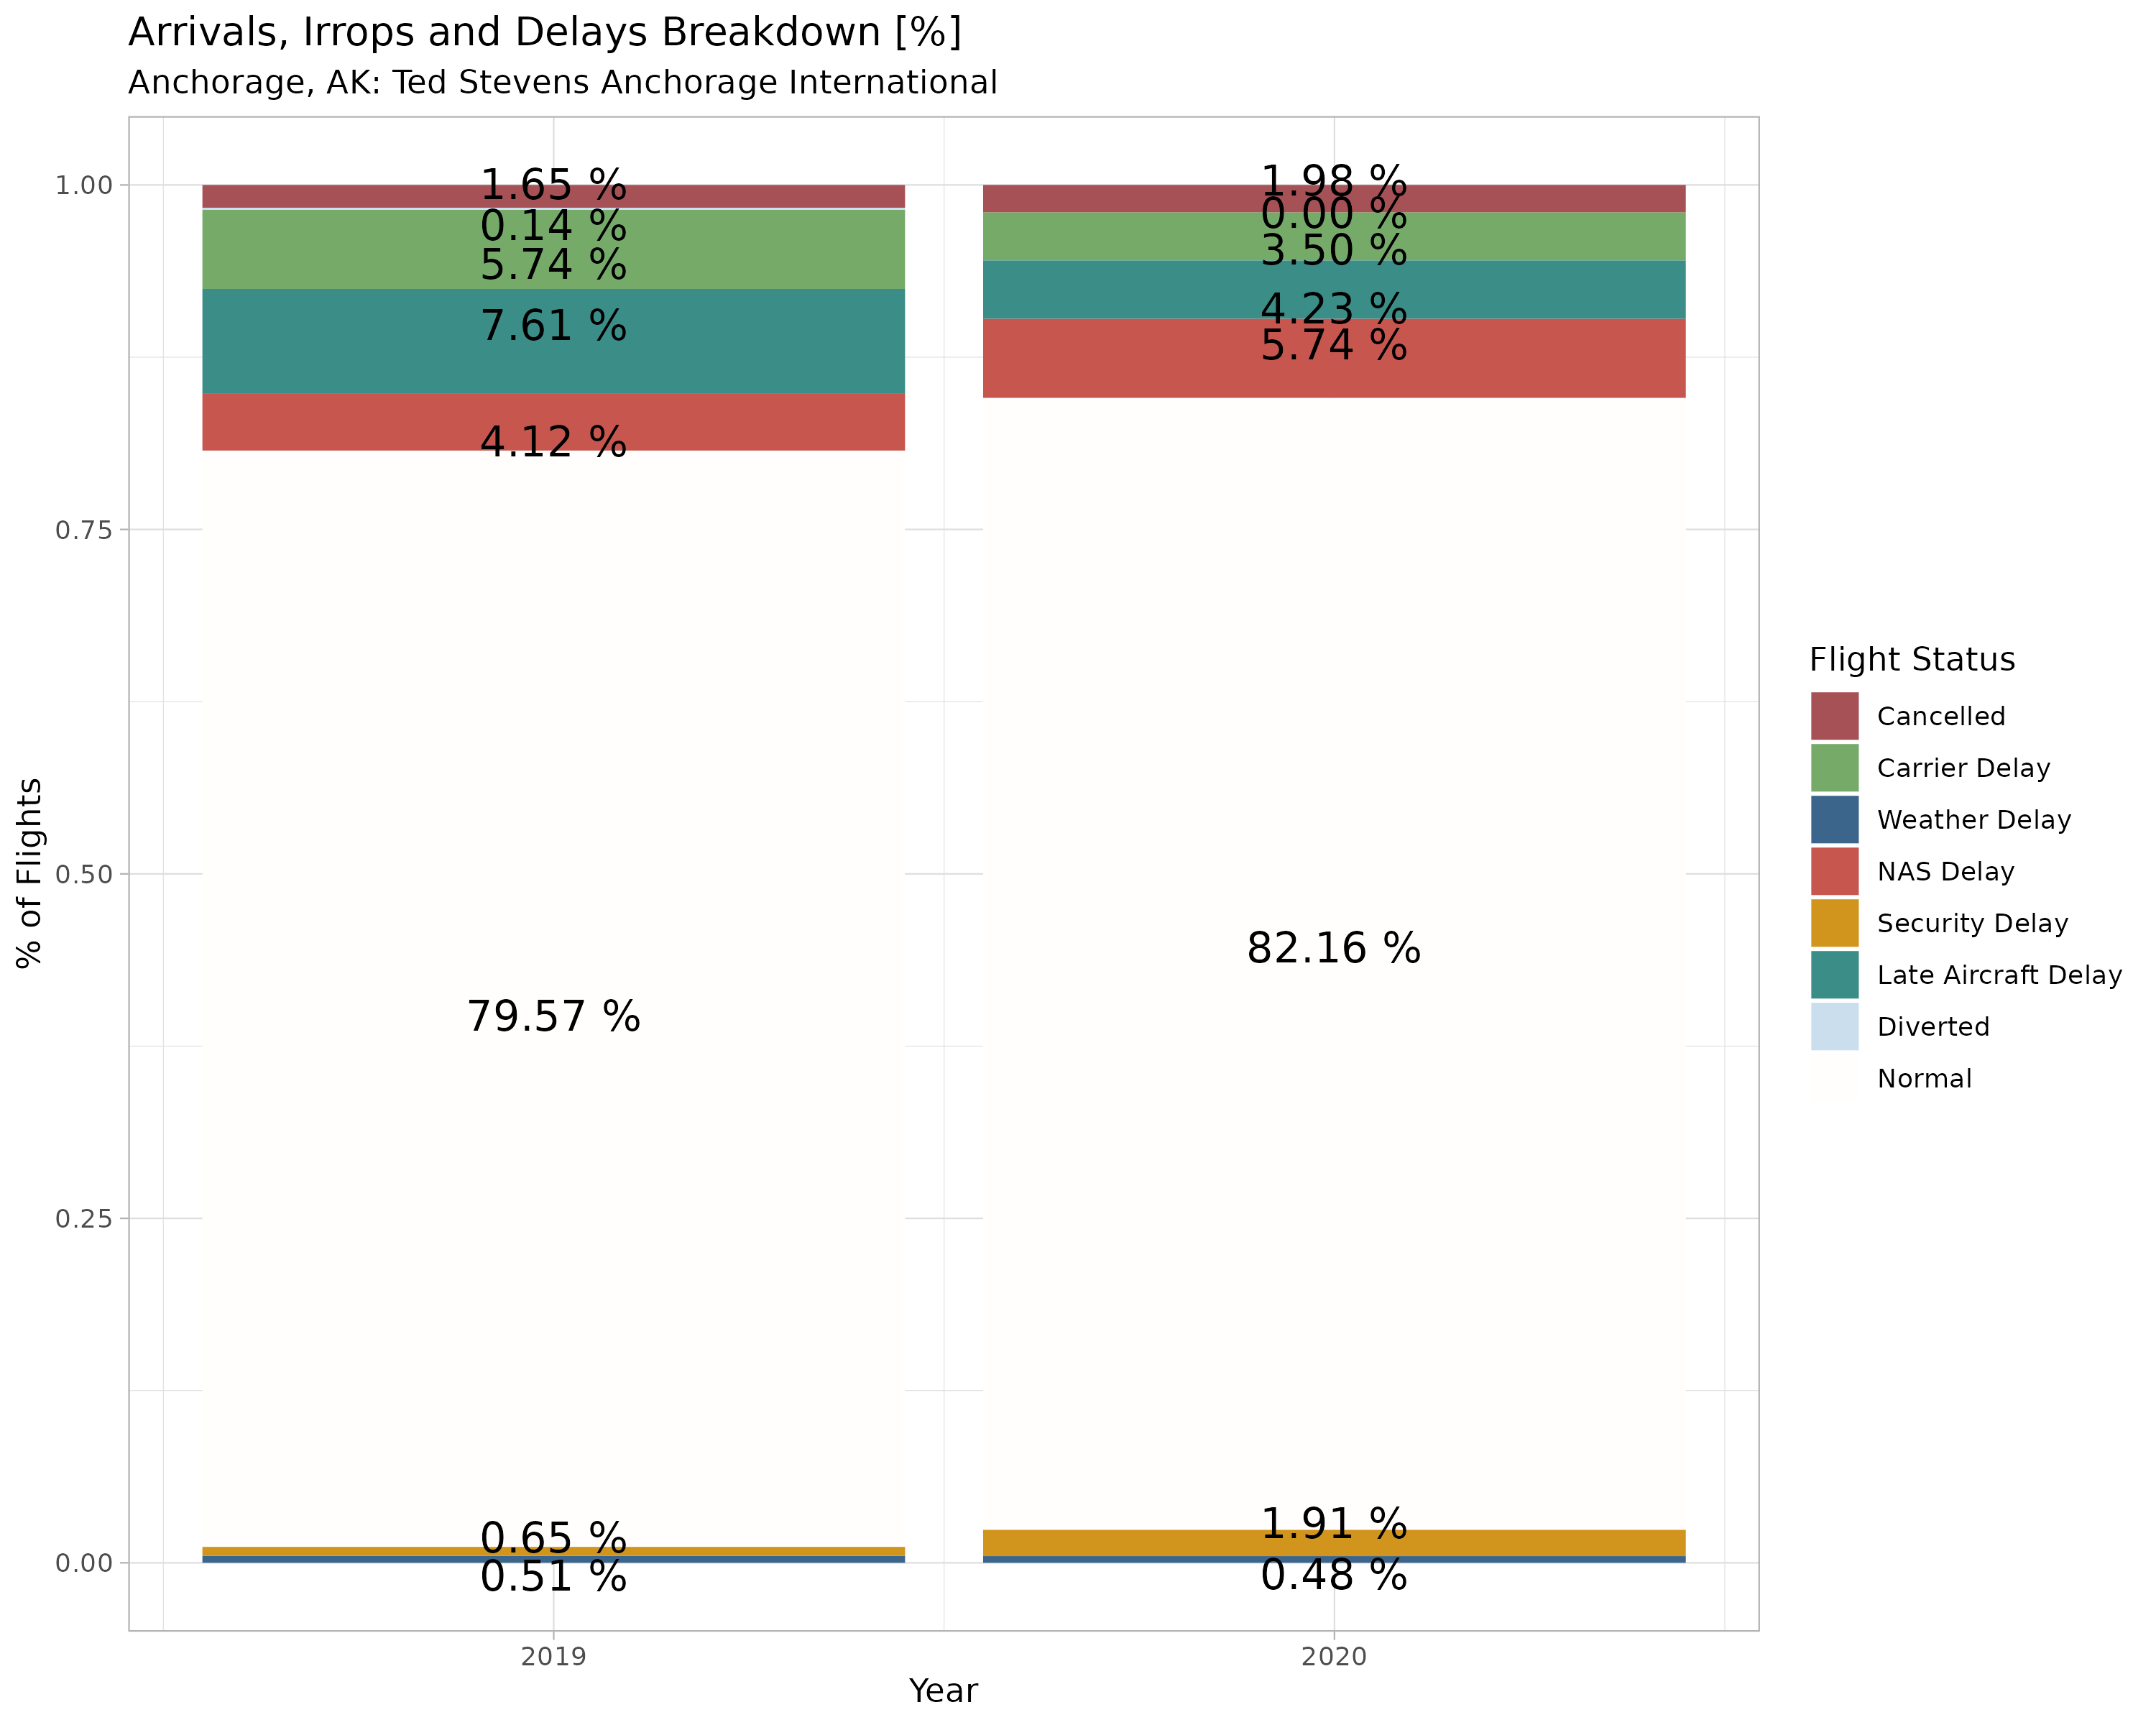 Arrivals, Irrops and Delays Breakdown [%]
Anchorage, AK: Ted Stevens Anchorage International
% of Flights
1.00
0.75
0.50
0.25
0.00
1.65 %
0.14 %
5.74 %
7.61 %
4.12 %
79.57 %
0.65 %
0.51 %
1.98 %
0.00 %
3.50 %
4.23 %
5.74 %
82.16 %
1.91 %
0.48 %
2019
2020
Year
Flight Status
Cancelled
Carrier Delay
Weather Delay
NAS Delay
Security Delay
Late Aircraft Delay
Diverted
Normal